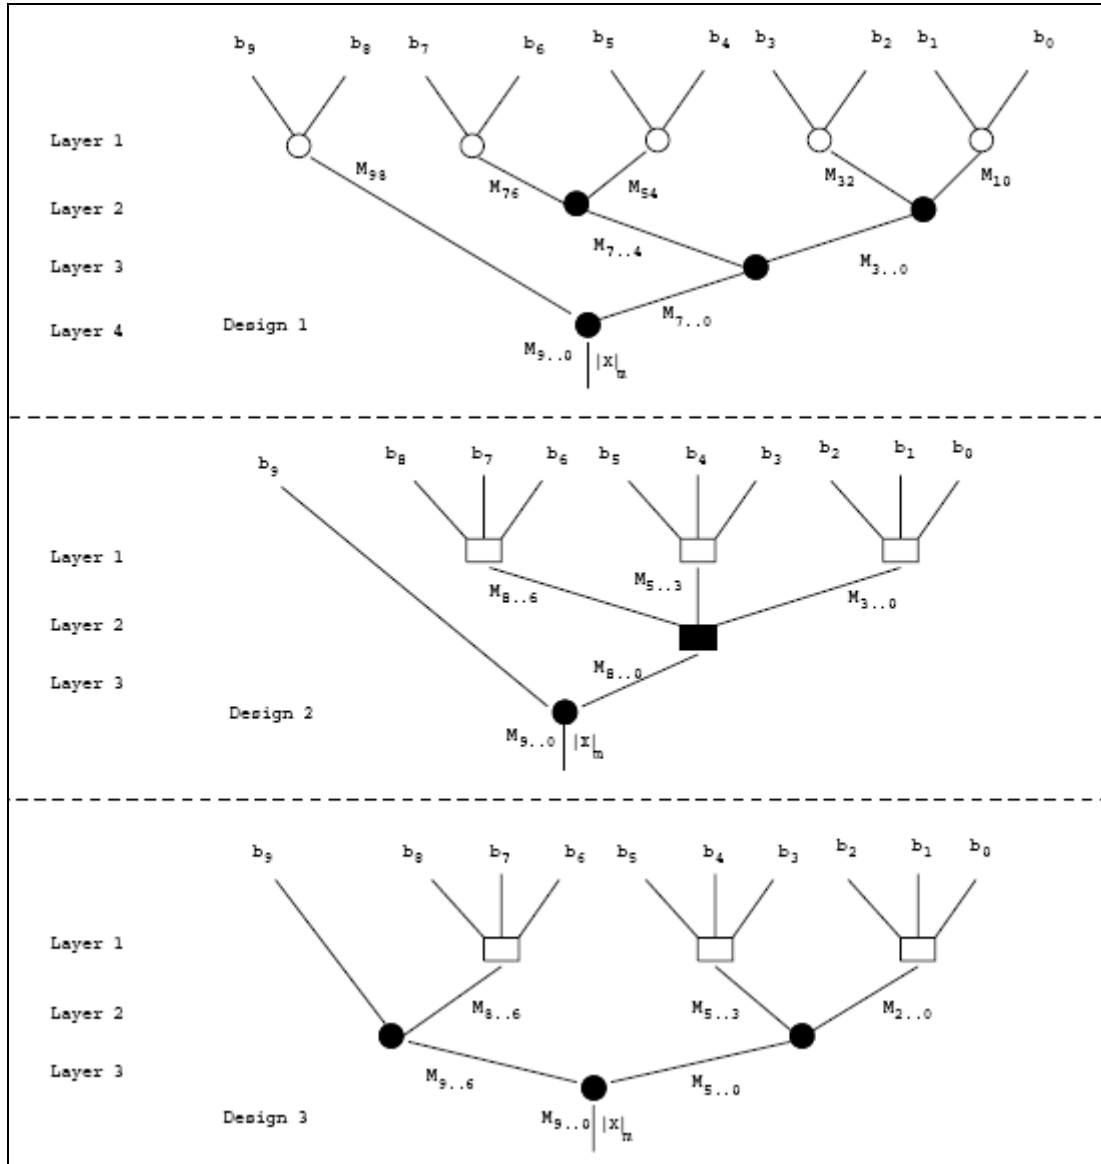 b9 b8 b7 b6 b5 b4 b3 b2 b1 b0
Layer 1
M98 M76 M54 M32 M10
Layer 2
M7..4 M3..0
Layer 3
M7..0
Layer 4 Design 1
M9..0 |X|m
b9 b8 b7 b6 b5 b4 b3 b2 b1 b0
Layer 1
M8..6 M5..3 M3..0
Layer 2
M8..0
Layer 3
Design 2
M9..0 |X|m
b9 b8 b7 b6 b5 b4 b3 b2 b1 b0
Layer 1
M8..6 M5..3 M2..0
Layer 2
M9..6 M5..0
Layer 3
Design 3 M9..0 |X|m